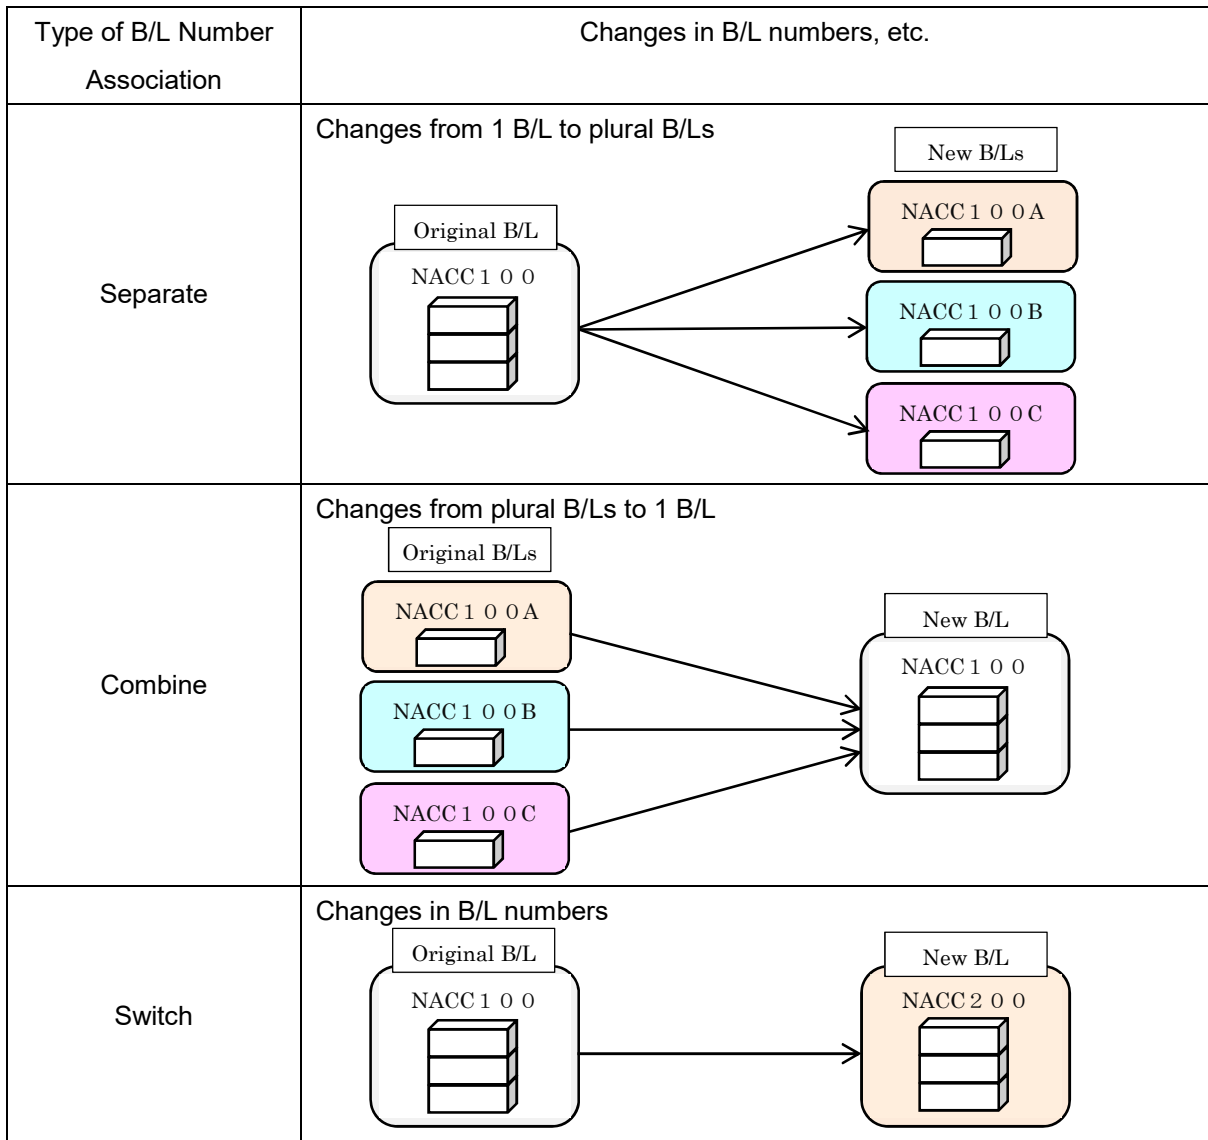 Type of B/L Number
Association
Changes in B/L numbers, etc.
Separate
Changes from 1 B/L to plural B/Ls
Original B/L
NACC１００
New B/Ls
NACC１００A
NACC１００B
NACC１００C
Combine
Changes from plural B/Ls to 1 B/L
Original B/Ls
NACC１００A
NACC１００B
NACC１００C
New B/L
NACC１００
Switch
Changes in B/L numbers
Original B/L
NACC１００
New B/L
NACC２００